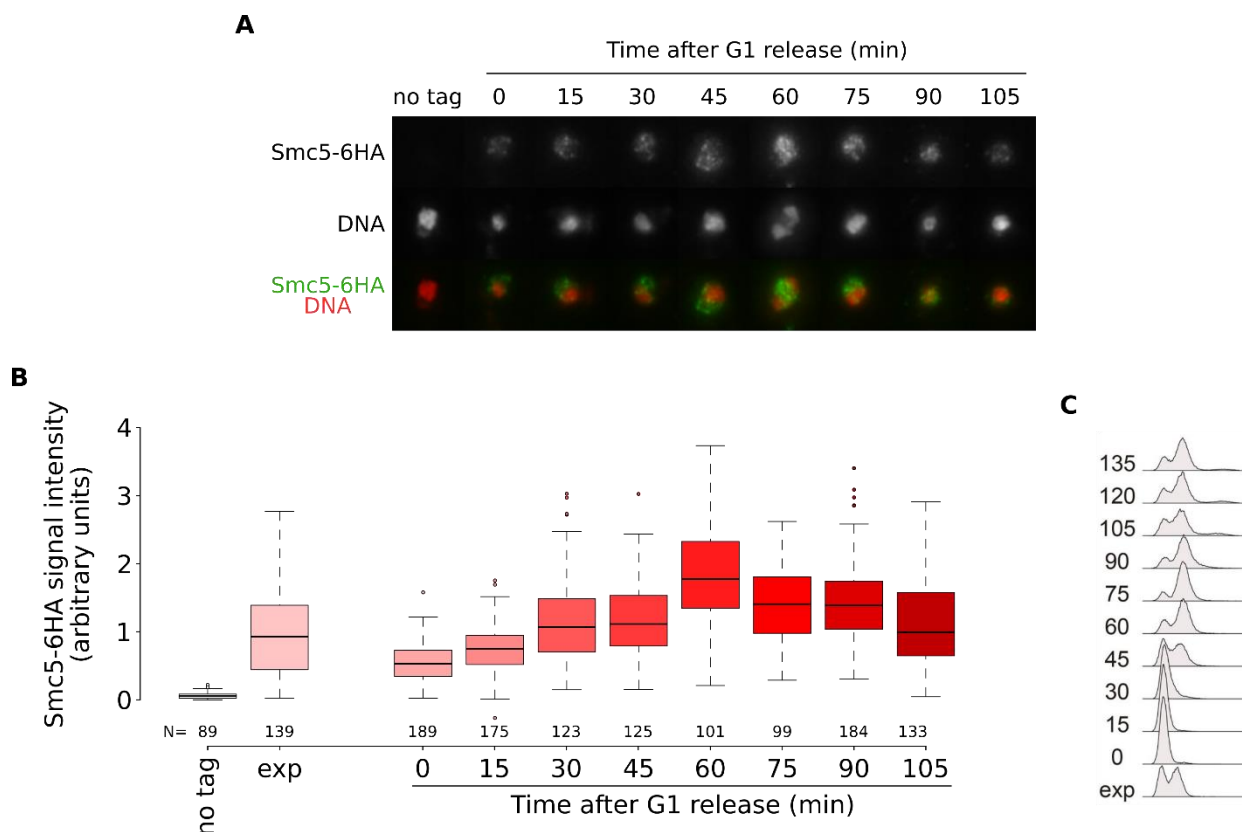 A
Time after G1 release (min)
no tag 0 15 30 45 60 75 90 105
Smc5-6HA
DNA
Smc5-6HA
DNA
B
Smc5-6HA signal intensity
(arbitrary units)
4
3
2
1
0
N= 89 139 189 175 123 125 101 99 184 133
no tag exp 0 15 30 45 60 75 90 105
Time after G1 release (min)
C
135
120
105
90
75
60
45
30
15
0
exp